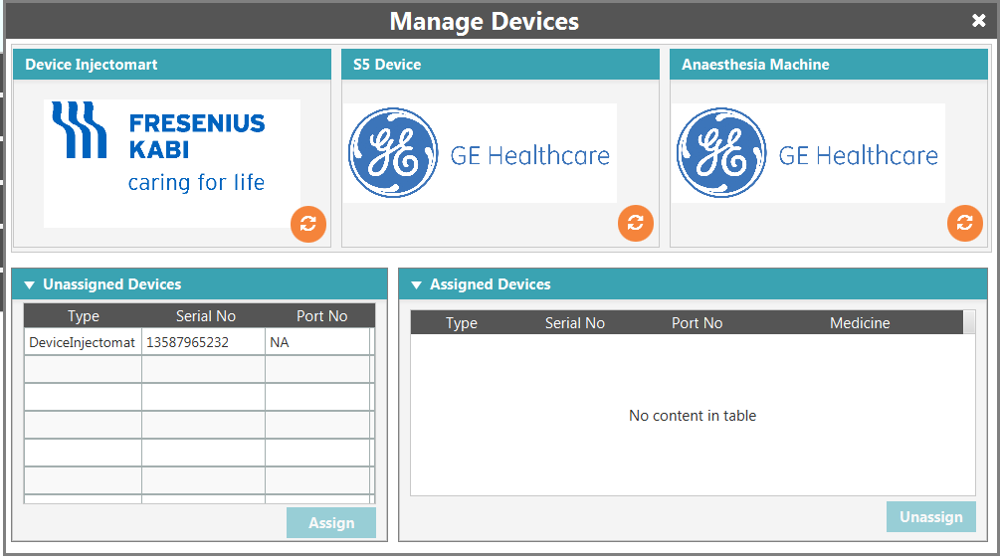 Manage Devices
Device Injectomart
FRESENIUS
KABI
caring for life
S5 Device
GE
GE Healthcare
Anaesthesia Machine
GE
GE Healthcare
Unassigned Devices
Type Serial No Port No
DeviceInjectomat 13587965232 NA
Assign
Assigned Devices
Type Serial No Port No Medicine
No content in table
Unassign